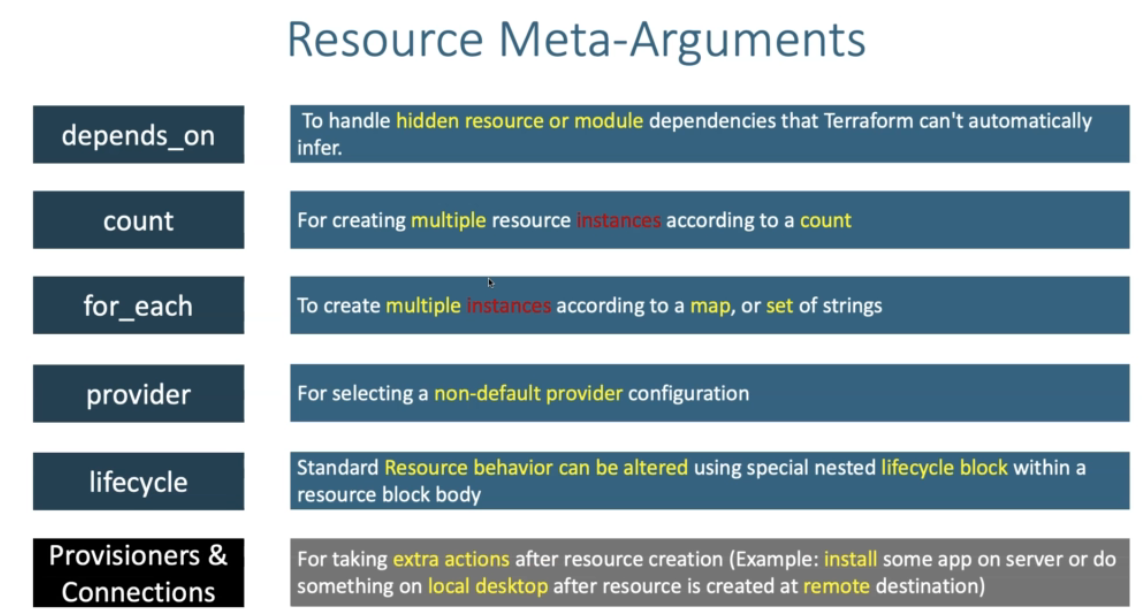 Resource Meta-Arguments
depends_on
To handle hidden resource or module dependencies that Terraform can't automatically
infer.
count
For creating multiple resource instances according to a count
for_each
To create multiple instances according to a map, or set of strings
provider
For selecting a non-default provider configuration
lifecycle
Standard Resource behavior can be altered using special nested lifecycle block within a
resource block body
Provisioners &
Connections
For taking extra actions after resource creation (Example: install some app on server or do
something on local desktop after resource is created at remote destination)